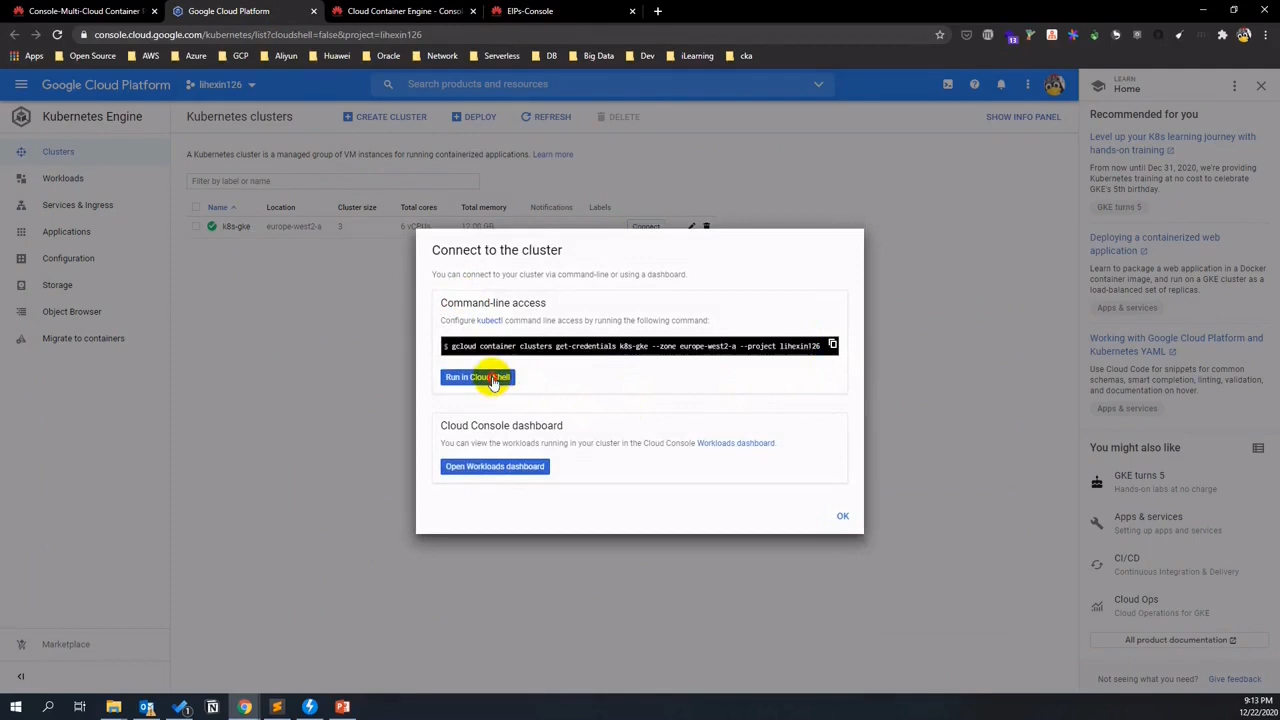 Console-Multi-Cloud Container
Google Cloud Platform
Cloud Container Engine - Conso
EIPs-Console
console.cloud.google.com/kubernetes/list?cloudshell=false&project=lihexin126
Apps
Open Source
AWS
Azure
GCP
Aliyun
Huawei
Oracle
Network
Serverless
DB
Big Data
Dev
iLearning
cka
Google Cloud Platform
lihexin126
Search products and resources
LEARN
Home
Kubernetes Engine
Kubernetes clusters
CREATE CLUSTER
DEPLOY
REFRESH
DELETE
SHOW INFO PANEL
Clusters
Workloads
Services & Ingress
Applications
Configuration
Storage
Object Browser
Migrate to containers
Marketplace
A Kubernetes cluster is a managed group of VM instances for running containerized applications. Learn more
Filter by label or name
Name Location Cluster size Total cores Total memory Notifications Labels
k8s-gke europe-west2-a 3 6 vCPUs 12.00 GB Connect
Connect to the cluster
You can connect to your cluster via command-line or using a dashboard.
Command-line access
Configure kubectl command line access by running the following command:
$ gcloud container clusters get-credentials k8s-gke --zone europe-west2-a --project lihexin126
Run in Cloud Shell
Cloud Console dashboard
You can view the workloads running in your cluster in the Cloud Console Workloads dashboard.
Open Workloads dashboard
OK
Recommended for you
Level up your K8s learning journey with
hands-on training
From now until Dec 31, 2020, we're providing
Kubernetes training at no cost to celebrate
GKE's 5th birthday.
GKE turns 5
Deploying a containerized web
application
Learn to package a web application in a Docker
container image, and run on a GKE cluster as a
load-balanced set of replicas.
Apps & services
Working with Google Cloud Platform and
Kubernetes YAML
Use Cloud Code for snippets for common
schemas, smart completion, linting, validation,
and documentation on hover.
Apps & services
You might also like
GKE turns 5
Hands-on labs at no charge
Apps & services
Setting up apps and services
CI/CD
Continuous Integration & Delivery
Cloud Ops
Cloud Operations for GKE
All product documentation
Not seeing what you need? Give feedback
9:13 PM
12/22/2020